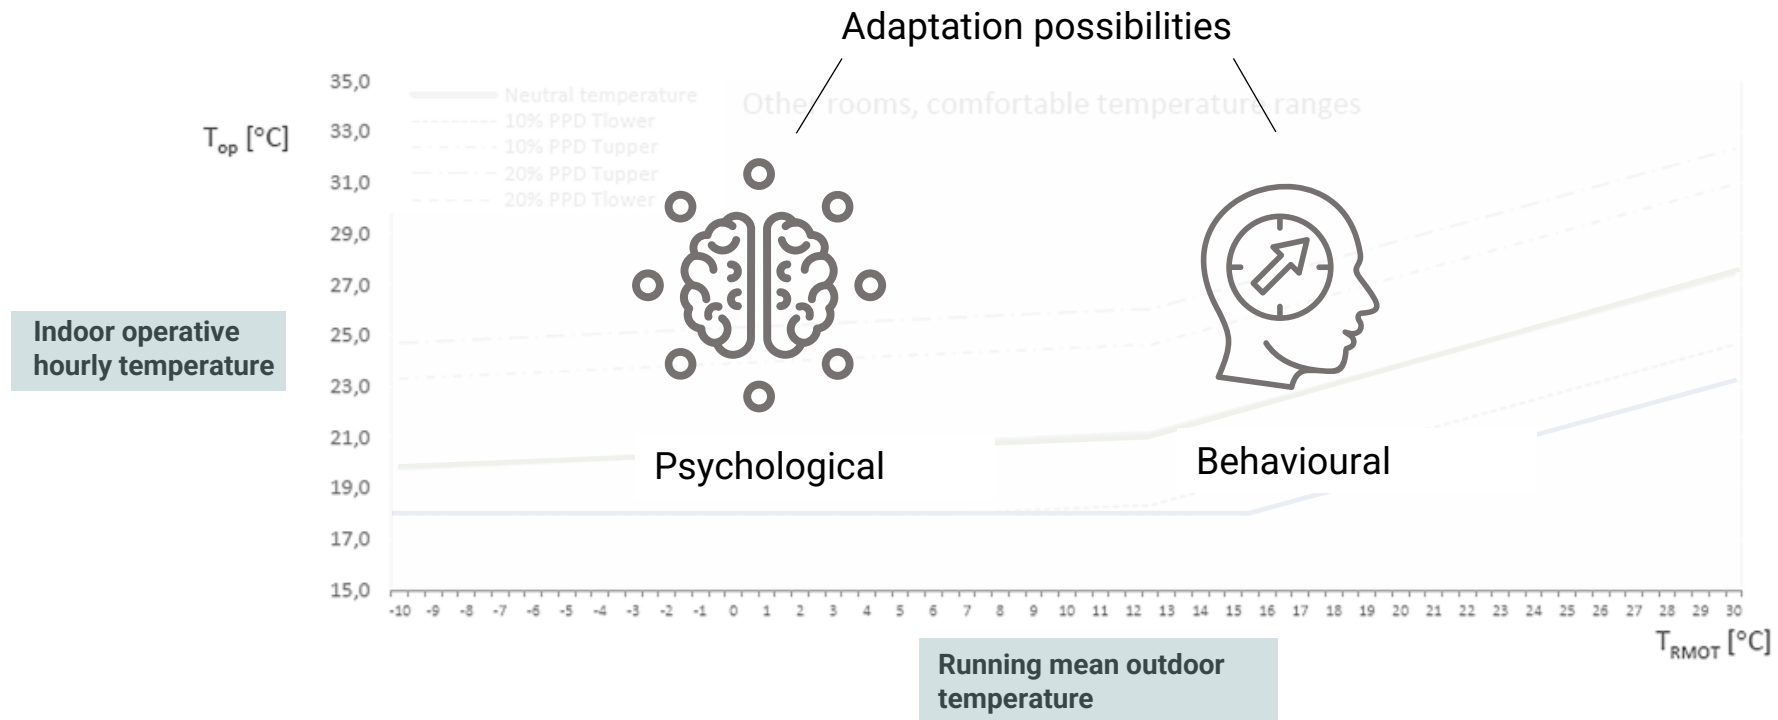 Adaptation possibilities
T_op [°C]
35,0
33,0
31,0
29,0
27,0
25,0
23,0
21,0
19,0
17,0
15,0
Neutral temperature
10% PPD Tlower
10% PPD Tupper
20% PPD Tupper
20% PPD Tlower
Other rooms, comfortable temperature ranges
Indoor operative
hourly temperature
Psychological
Behavioural
-10 -9 -8 -7 -6 -5 -4 -3 -2 -1 0 1 2 3 4 5 6 7 8 9 10 11 12 13 14 15 16 17 18 19 20 21 22 23 24 25 26 27 28 29 30
T_RMOT [°C]
Running mean outdoor
temperature